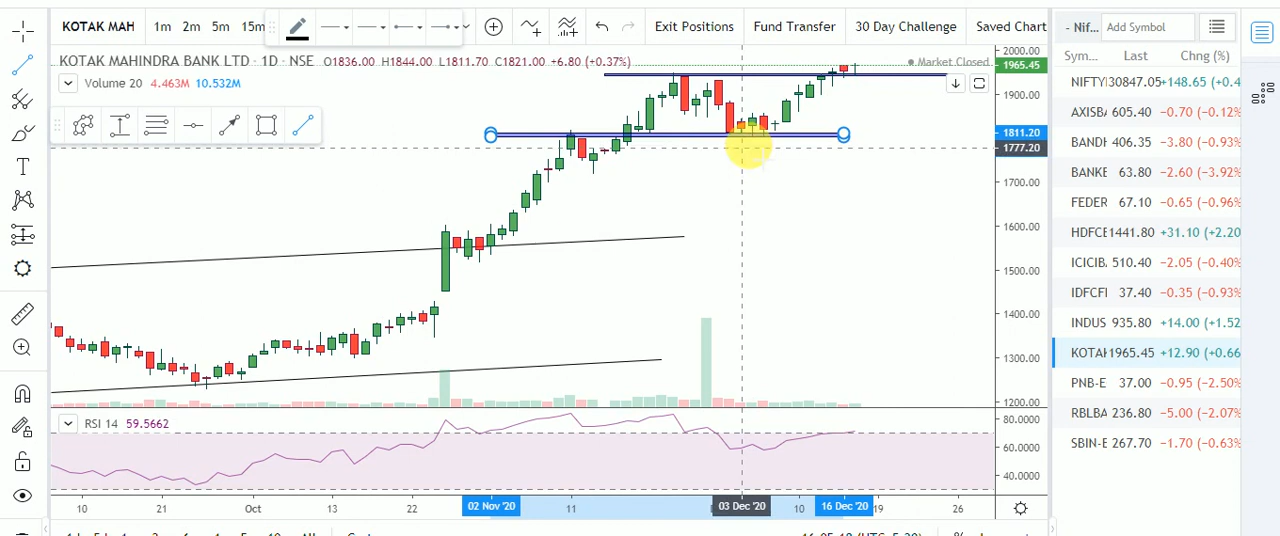 KOTAK MAH 1m 2m 5m 15m Exit Positions Fund Transfer 30 Day Challenge Saved Chart - Nif... Add Symbol
KOTAK MAHINDRA BANK LTD · 1D · NSE O1836.00 H1844.00 L1811.70 C1821.00 +6.80 (+0.37%) Market Closed
Volume 20 4.463M 10.532M
2000.00
1965.45
1900.00
1811.20
1777.20
1700.00
1600.00
1500.00
1400.00
1300.00
1200.00
RSI 14 59.5662
80.0000
60.0000
40.0000
10 21 Oct 13 22 02 Nov '20 11 03 Dec '20 10 16 Dec '20 19 26
Sym... Last Chng (%)
NIFTY 30847.05 +148.65 (+0.4
AXISB 605.40 −0.70 (−0.12%
BANDH 406.35 −3.80 (−0.93%
BANKE 63.80 −2.60 (−3.92%
FEDER 67.10 −0.65 (−0.96%
HDFCE 1441.80 +31.10 (+2.20
ICICIB 510.40 −2.05 (−0.40%
IDFCFI 37.40 −0.35 (−0.93%
INDUS 935.80 +14.00 (+1.52
KOTAK 1965.45 +12.90 (+0.66
PNB-E 37.00 −0.95 (−2.50%
RBLBA 236.80 −5.00 (−2.07%
SBIN-E 267.70 −1.70 (−0.63%